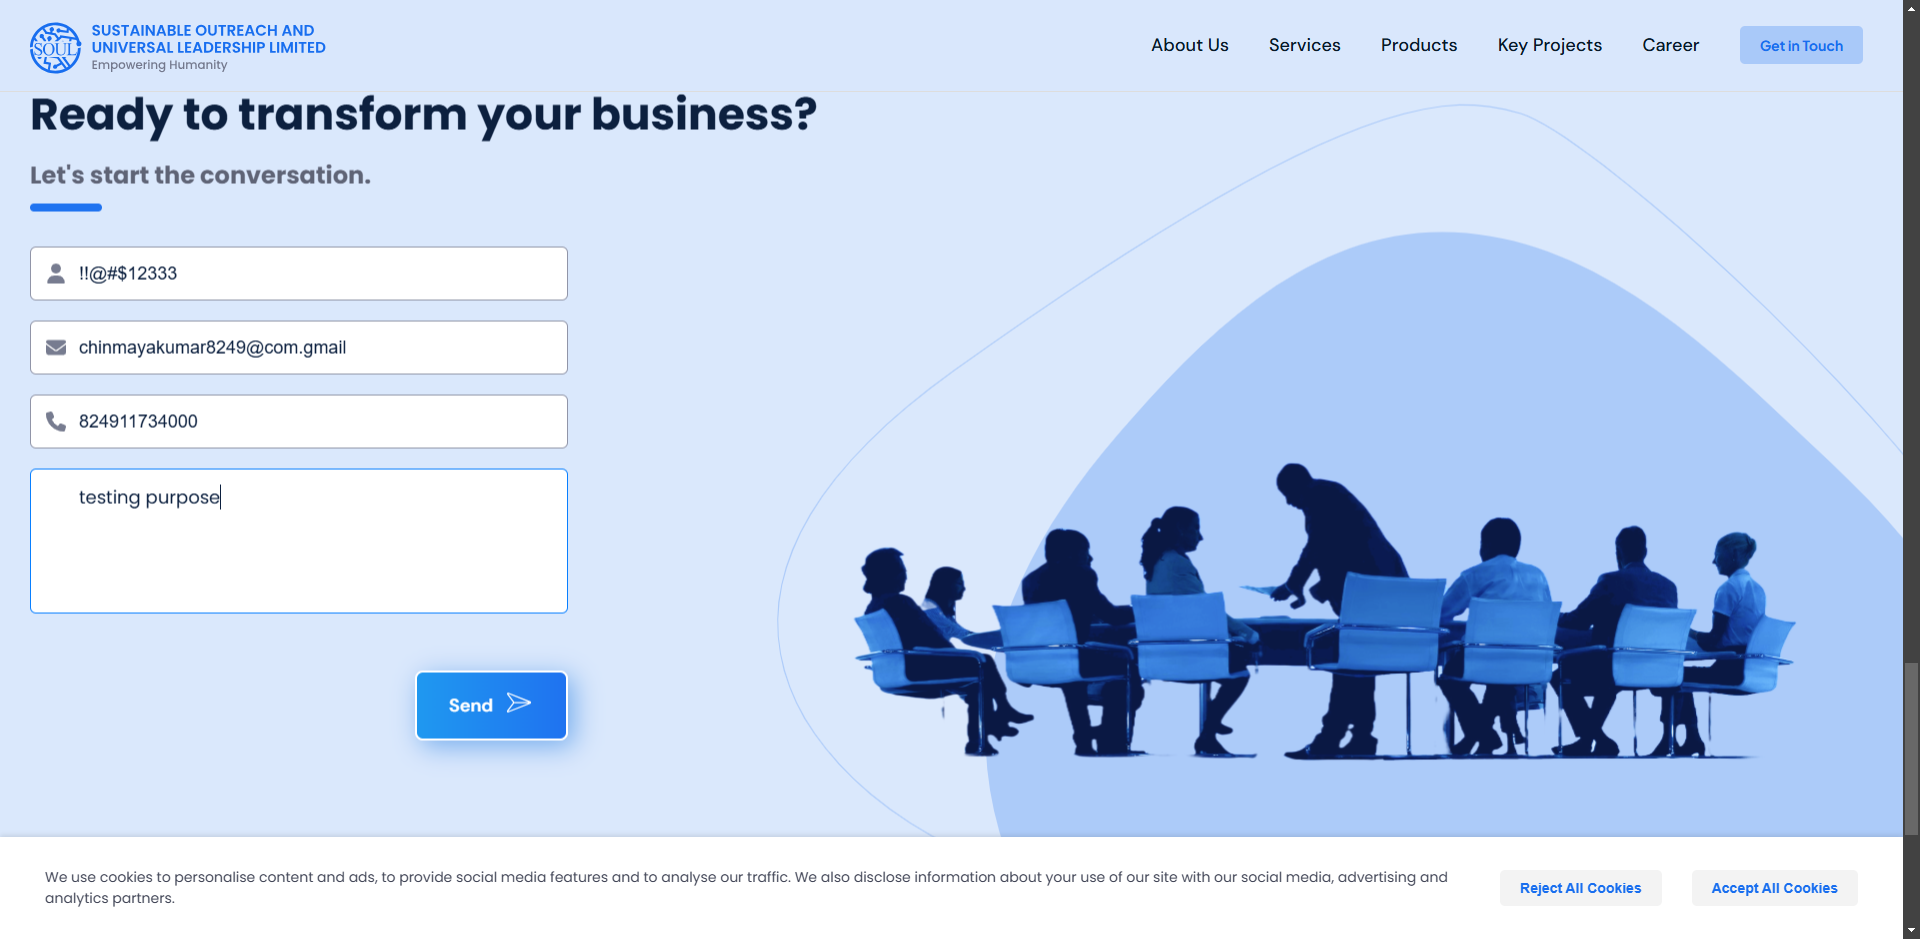 SOUL
SUSTAINABLE OUTREACH AND
UNIVERSAL LEADERSHIP LIMITED
Empowering Humanity
About Us
Services
Products
Key Projects
Career
Get in Touch
Ready to transform your business?
Let's start the conversation.
!!@#$12333
chinmayakumar8249@com.gmail
824911734000
testing purpose
Send
We use cookies to personalise content and ads, to provide social media features and to analyse our traffic. We also disclose information about your use of our site with our social media, advertising and
analytics partners.
Reject All Cookies
Accept All Cookies